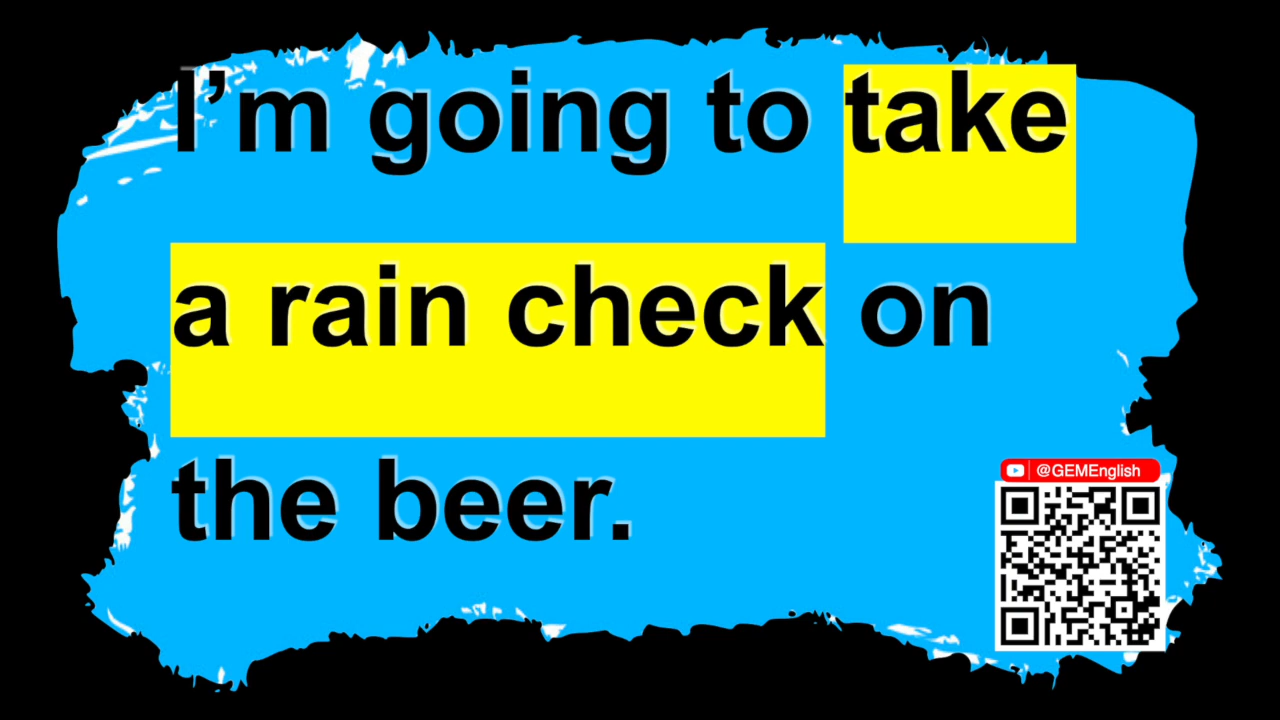 I’m going to take
a rain check on
the beer.
@GEMEnglish